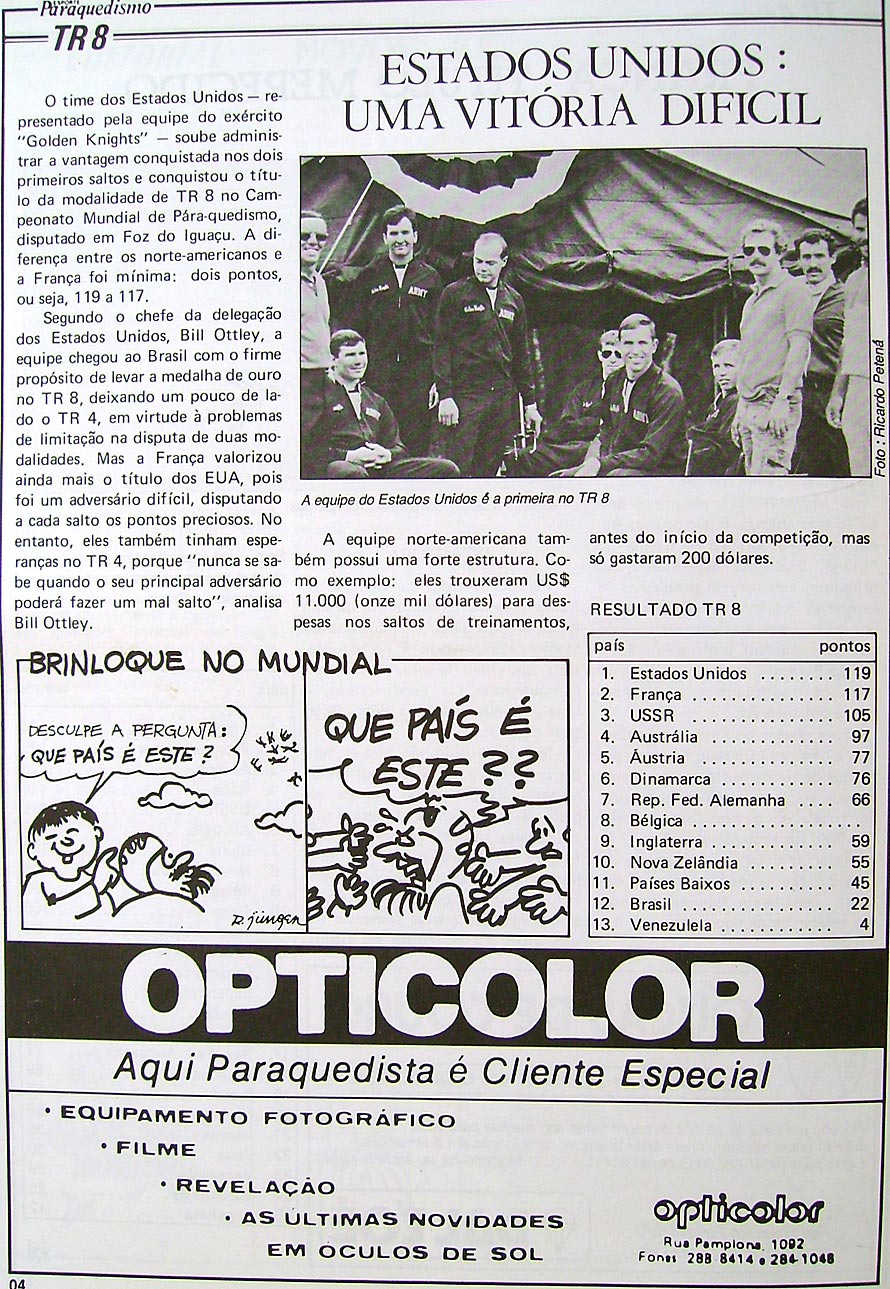 Paraquedismo
TR 8
ESTADOS UNIDOS :
UMA VITÓRIA DIFICIL
O time dos Estados Unidos — re-
presentado pela equipe do exército
"Golden Knights" — soube adminis-
trar a vantagem conquistada nos dois
primeiros saltos e conquistou o títu-
lo da modalidade de TR 8 no Cam-
peonato Mundial de Pára-quedismo,
disputado em Foz do Iguaçu. A di-
ferença entre os norte-americanos e
a França foi mínima: dois pontos,
ou seja, 119 a 117.
Segundo o chefe da delegação
dos Estados Unidos, Bill Ottley, a
equipe chegou ao Brasil com o firme
propósito de levar a medalha de ouro
no TR 8, deixando um pouco de la-
do o TR 4, em virtude à problemas
de limitação na disputa de duas mo-
dalidades. Mas a França valorizou
ainda mais o título dos EUA, pois
foi um adversário difícil, disputando
a cada salto os pontos preciosos. No
entanto, eles também tinham espe-
ranças no TR 4, porque "nunca se sa-
be quando o seu principal adversário
poderá fazer um mal salto", analisa
Bill Ottley.
ARMY
ARMY
ARMY
Foto : Ricardo Petená
A equipe do Estados Unidos é a primeira no TR 8
A equipe norte-americana tam-
bém possui uma forte estrutura. Co-
mo exemplo: eles trouxeram US$
11.000 (onze mil dólares) para des-
pesas nos saltos de treinamentos,
antes do início da competição, mas
só gastaram 200 dólares.
RESULTADO TR 8
país pontos
1. Estados Unidos ........ 119
2. França ................ 117
3. USSR ................ 105
4. Austrália .............. 97
5. Áustria .............. 77
6. Dinamarca ............ 76
7. Rep. Fed. Alemanha .... 66
8. Bélgica ..................
9. Inglaterra ............ 59
10. Nova Zelândia ......... 55
11. Países Baixos .......... 45
12. Brasil ................ 22
13. Venezulela ............ 4
BRINLOQUE NO MUNDIAL
DESCULPE A PERGUNTA:
QUE PAÍS É ESTE ?
D. Jüngen
QUE PAÍS É
ESTE ??
OPTICOLOR
Aqui Paraquedista é Cliente Especial
• EQUIPAMENTO FOTOGRÁFICO
• FILME
• REVELAÇÃO
• AS ÚLTIMAS NOVIDADES
EM ÓCULOS DE SOL
opticolor
Rua Pamplona, 1092
Fones 288 8414 • 284-1048
04